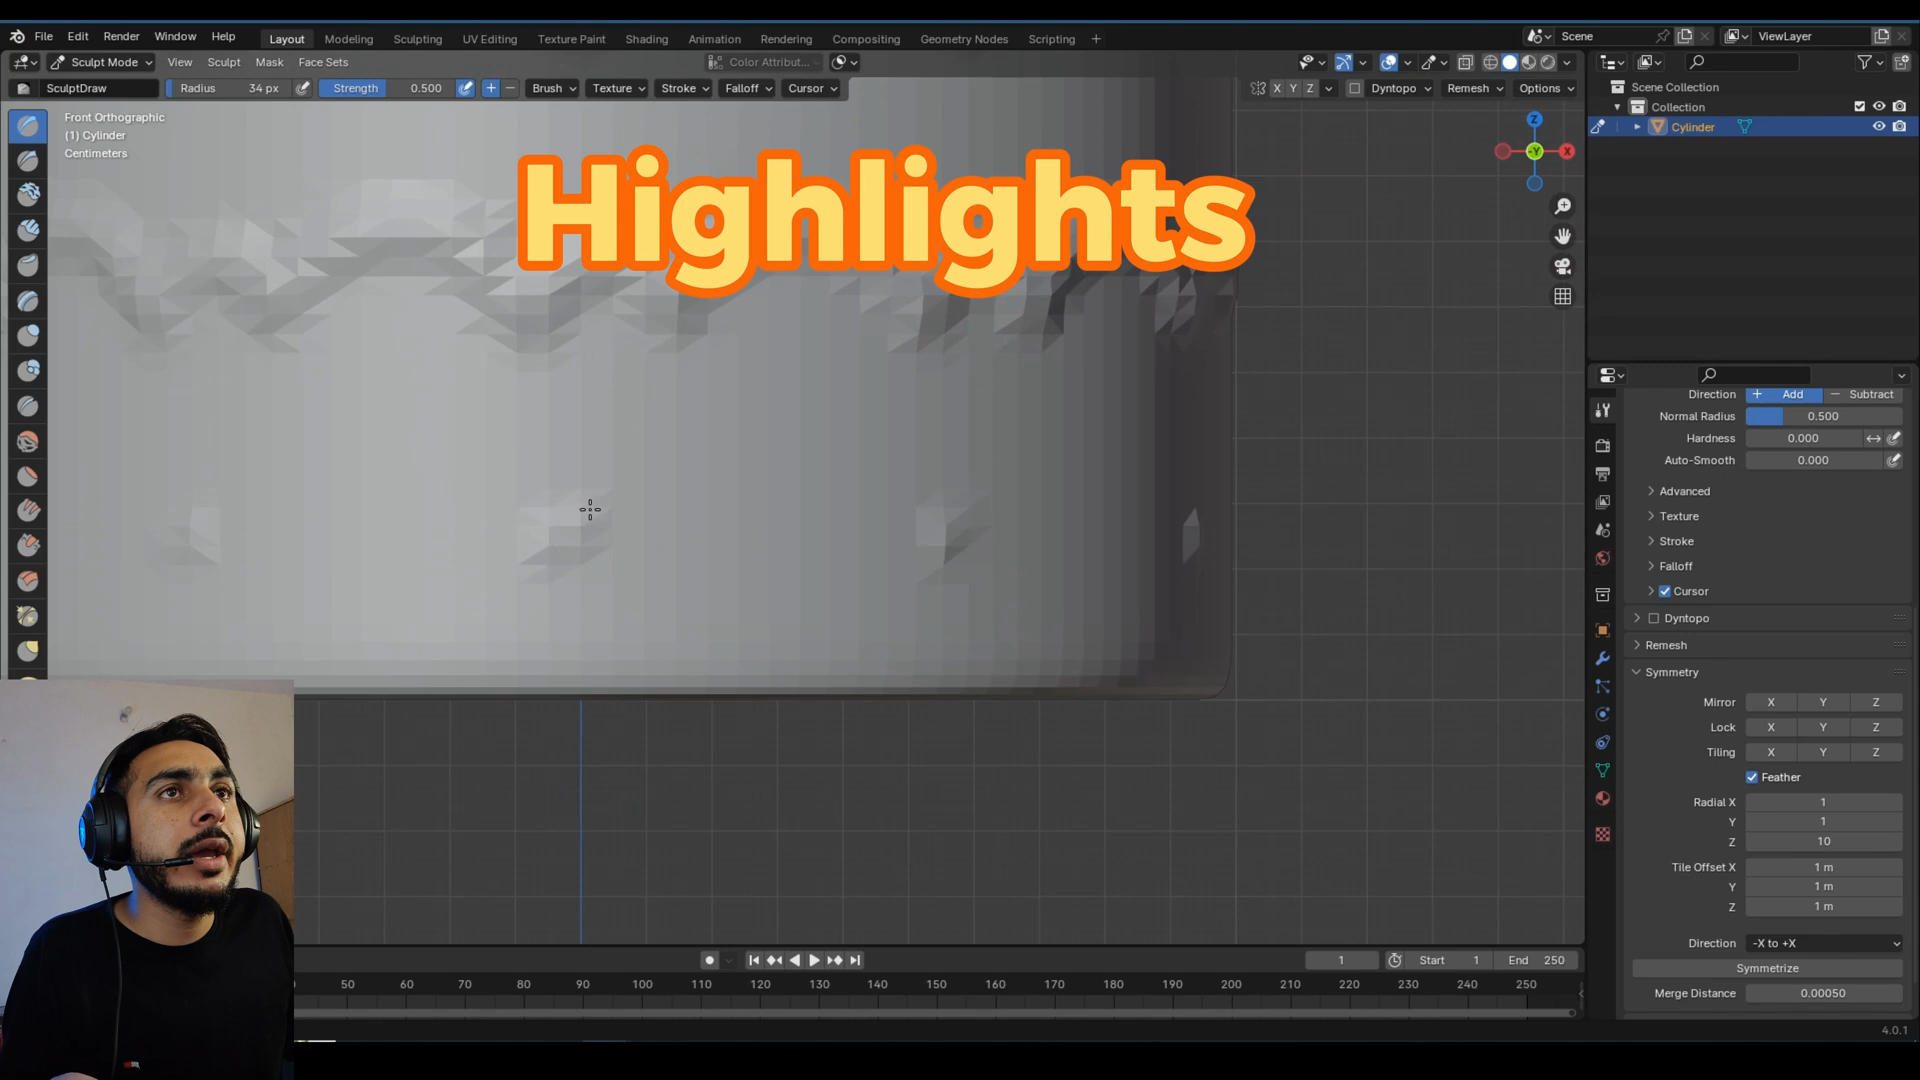 File Edit Render Window Help Layout Modeling Sculpting UV Editing Texture Paint Shading Animation Rendering Compositing Geometry Nodes Scripting + Scene ViewLayer
Sculpt Mode View Sculpt Mask Face Sets Color Attribut...
SculptDraw Radius 34 px Strength 0.500 Brush Texture Stroke Falloff Cursor X Y Z Dyntopo Remesh Options
Front Orthographic
(1) Cylinder
Centimeters
Highlights
Z
-Y X
Scene Collection
Collection
Cylinder
Direction + Add - Subtract
Normal Radius 0.500
Hardness 0.000
Auto-Smooth 0.000
Advanced
Texture
Stroke
Falloff
Cursor
Dyntopo
Remesh
Symmetry
Mirror X Y Z
Lock X Y Z
Tiling X Y Z
Feather
Radial X 1
Y 1
Z 10
Tile Offset X 1 m
Y 1 m
Z 1 m
Direction -X to +X
Symmetrize
Merge Distance 0.00050
1 Start 1 End 250
50 60 70 80 90 100 110 120 130 140 150 160 170 180 190 200 210 220 230 240 250
4.0.1